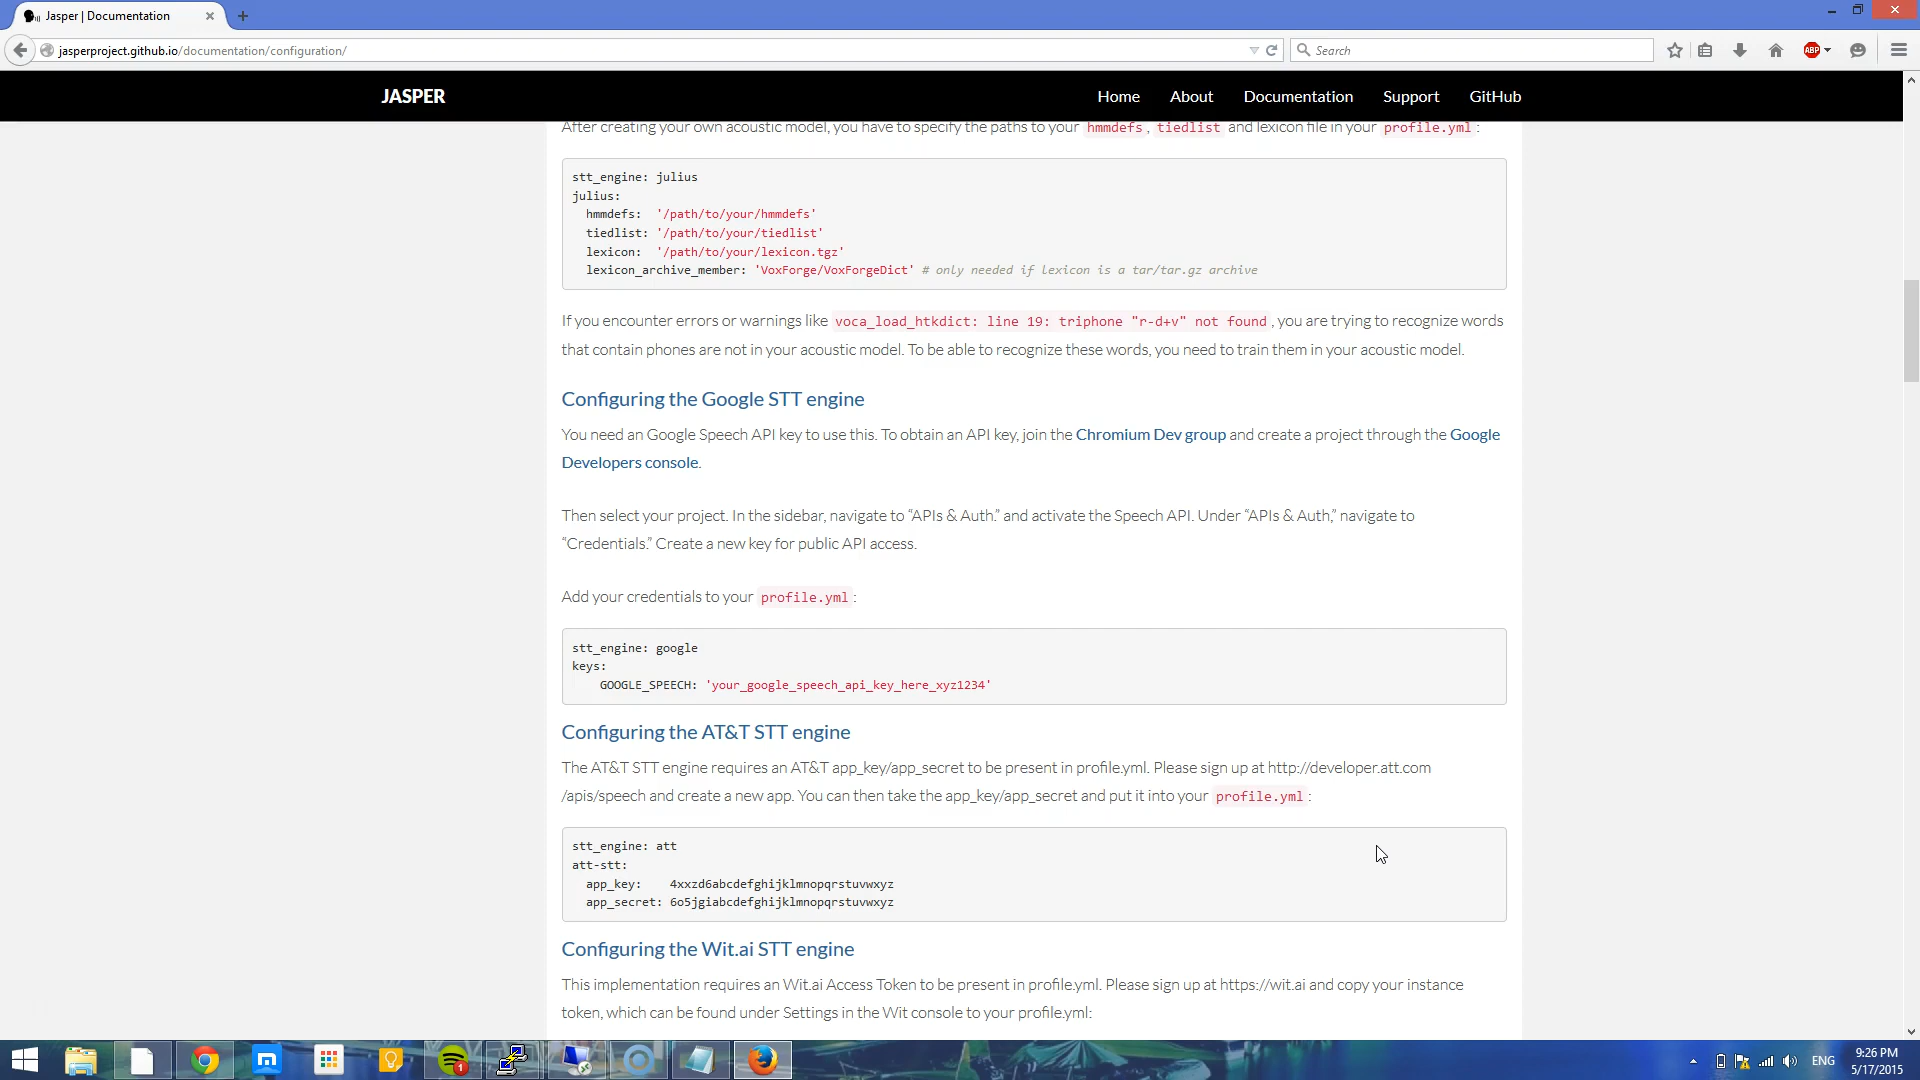 Jasper | Documentation
jasperproject.github.io/documentation/configuration/
Search
ABP
JASPER
Home About Documentation Support GitHub
After creating your own acoustic model, you have to specify the paths to your hmmdefs, tiedlist and lexicon file in your profile.yml:
stt_engine: julius
julius:
hmmdefs: '/path/to/your/hmmdefs'
tiedlist: '/path/to/your/tiedlist'
lexicon: '/path/to/your/lexicon.tgz'
lexicon_archive_member: 'VoxForge/VoxForgeDict' # only needed if lexicon is a tar/tar.gz archive
If you encounter errors or warnings like voca_load_htkdict: line 19: triphone "r-d+v" not found, you are trying to recognize words
that contain phones are not in your acoustic model. To be able to recognize these words, you need to train them in your acoustic model.
Configuring the Google STT engine
You need an Google Speech API key to use this. To obtain an API key, join the Chromium Dev group and create a project through the Google
Developers console.
Then select your project. In the sidebar, navigate to “APIs & Auth.” and activate the Speech API. Under “APIs & Auth,” navigate to
“Credentials.” Create a new key for public API access.
Add your credentials to your profile.yml:
stt_engine: google
keys:
GOOGLE_SPEECH: 'your_google_speech_api_key_here_xyz1234'
Configuring the AT&T STT engine
The AT&T STT engine requires an AT&T app_key/app_secret to be present in profile.yml. Please sign up at http://developer.att.com
/apis/speech and create a new app. You can then take the app_key/app_secret and put it into your profile.yml:
stt_engine: att
att-stt:
app_key: 4xxzd6abcdefghijklmnopqrstuvwxyz
app_secret: 6o5jgiabcdefghijklmnopqrstuvwxyz
Configuring the Wit.ai STT engine
This implementation requires an Wit.ai Access Token to be present in profile.yml. Please sign up at https://wit.ai and copy your instance
token, which can be found under Settings in the Wit console to your profile.yml:
1
ENG
9:26 PM
5/17/2015